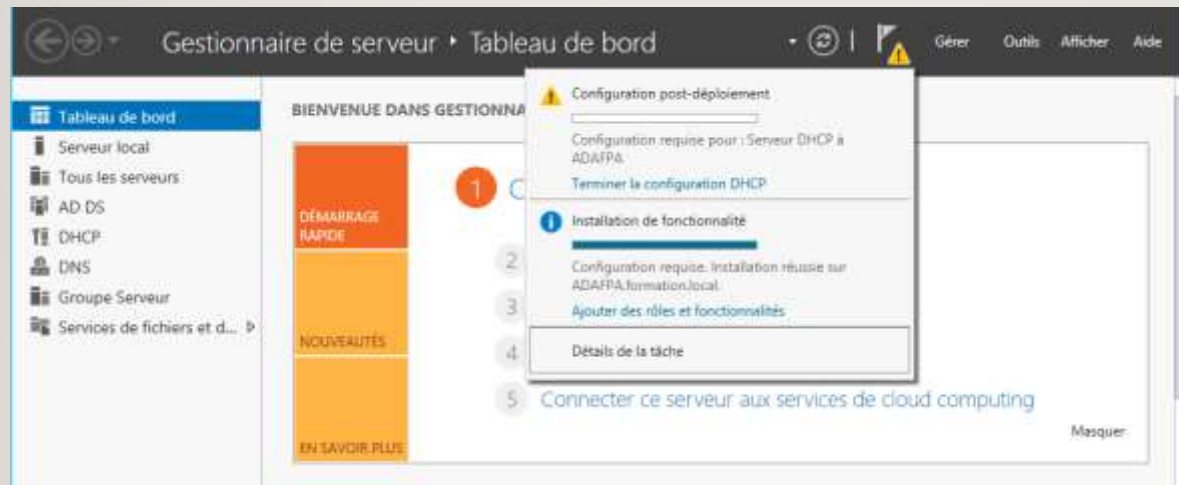 Gestionnaire de serveur ‣ Tableau de bord
Gérer Outils Afficher Aide
Tableau de bord
Serveur local
Tous les serveurs
AD DS
DHCP
DNS
Groupe Serveur
Services de fichiers et d...
BIENVENUE DANS GESTIONNA
DÉMARRAGE
RAPIDE
NOUVEAUTÉS
EN SAVOIR PLUS
1 C
2
3
4
5 Connecter ce serveur aux services de cloud computing
Masquer
Configuration post-déploiement
Configuration requise pour : Serveur DHCP à
ADAFPA
Terminer la configuration DHCP
Installation de fonctionnalité
Configuration requise. Installation réussie sur
ADAFPA.formation.local.
Ajouter des rôles et fonctionnalités
Détails de la tâche